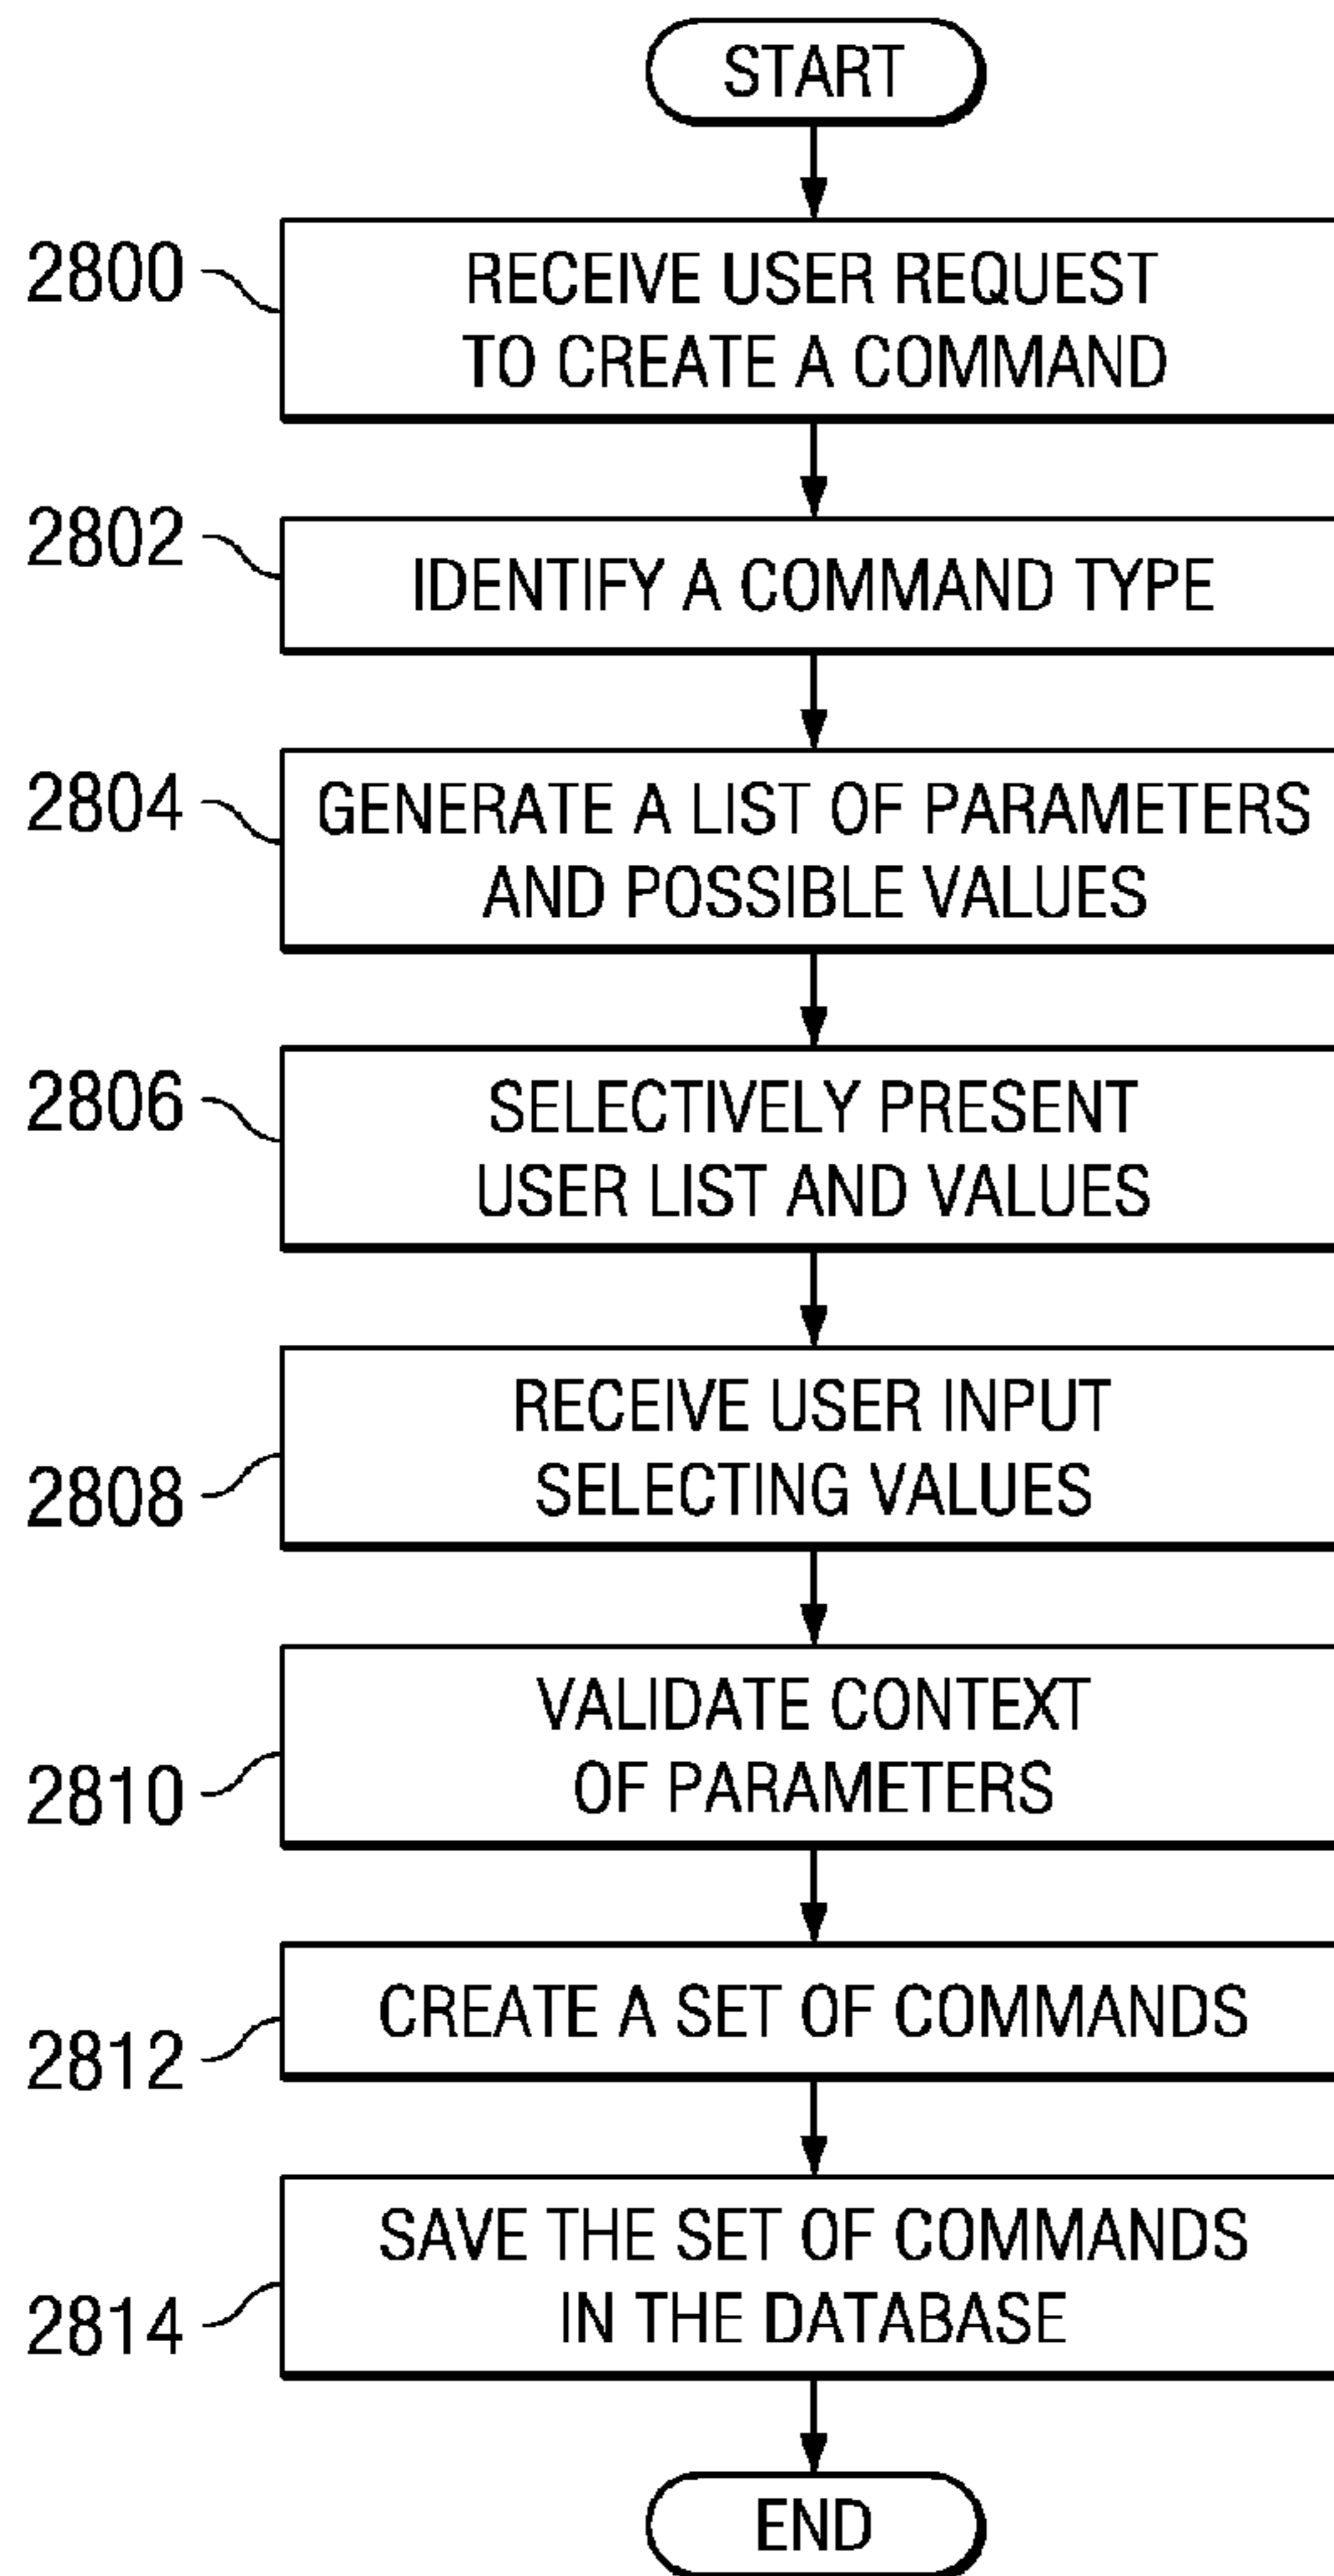 START
2800
RECEIVE USER REQUEST
TO CREATE A COMMAND
2802
IDENTIFY A COMMAND TYPE
2804
GENERATE A LIST OF PARAMETERS
AND POSSIBLE VALUES
2806
SELECTIVELY PRESENT
USER LIST AND VALUES
2808
RECEIVE USER INPUT
SELECTING VALUES
2810
VALIDATE CONTEXT
OF PARAMETERS
2812
CREATE A SET OF COMMANDS
2814
SAVE THE SET OF COMMANDS
IN THE DATABASE
END